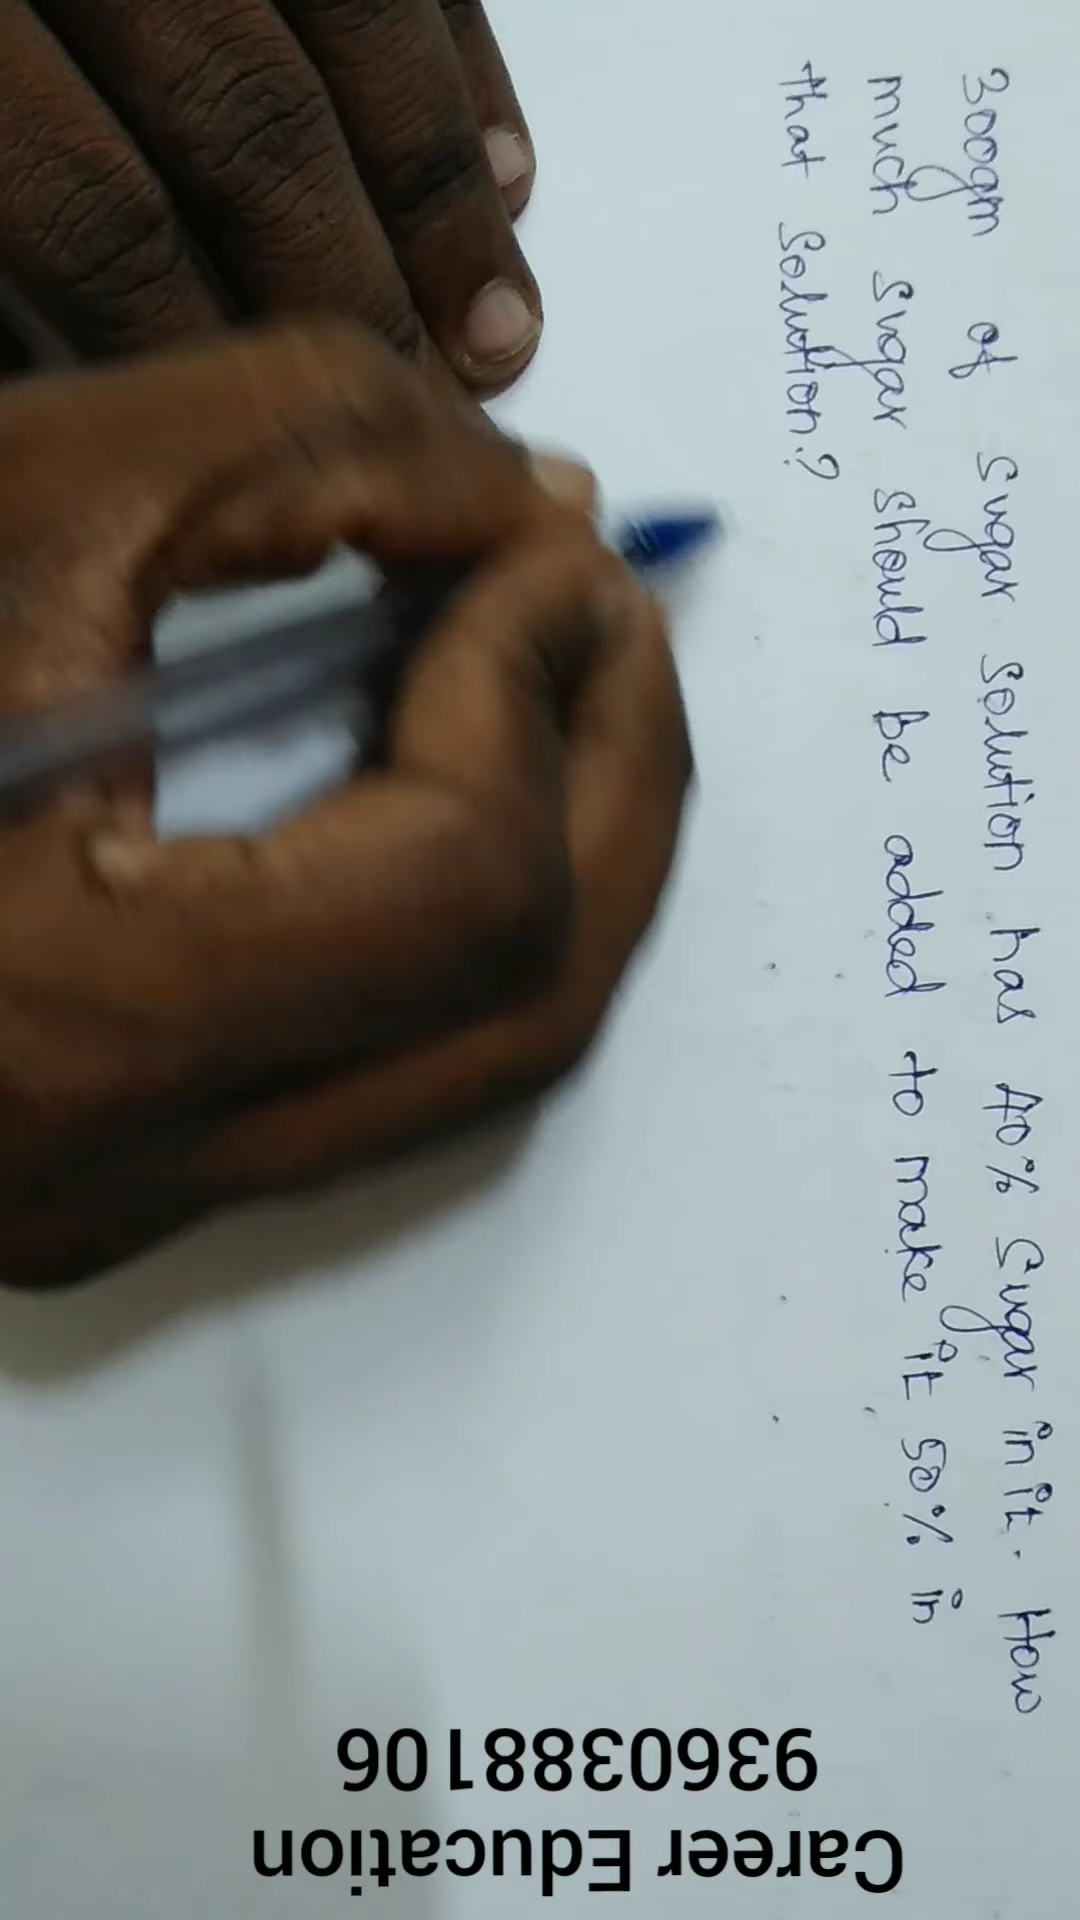 300gm of sugar solution has 40% sugar in it. How
much sugar should be added to make it 50% in
that solution?
Career Education
9360388106